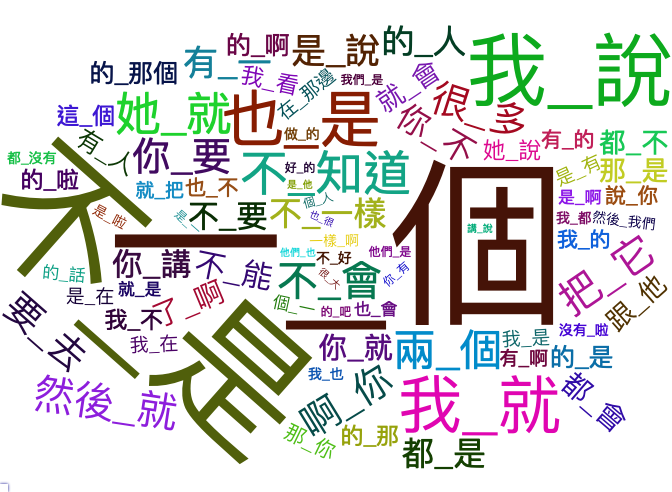 的_啊
是_說
的_人
我_說
的_那個
有_一
我_看
在_那邊
我們_是
就_會
很_多
這_個
她_就
也_是
做_的
你_不
有_人
你_要
不_知道
好_的
是_他
她_說
有_的
都_不
都_沒有
的_啦
就_把
也_不
個_人
是_有
那_是
不_是
是_啦
是_一
不_要
不_一樣
也_很
一_個
是_啊
說_你
我_都
然後_我們
講_說
我_的
一樣_啊
他們_也
不_好
他們_是
的_話
你_講
不_能
不_會
很_大
你_有
把_它
是_在
就_是
跟_他
要_去
我_不
了_啊
個_一
的_吧
也_會
我_在
你_就
兩_個
我_是
沒有_啦
有_啊
的_是
然後_就
我_也
啊_你
我_就
都_會
那_你
的_那
都_是